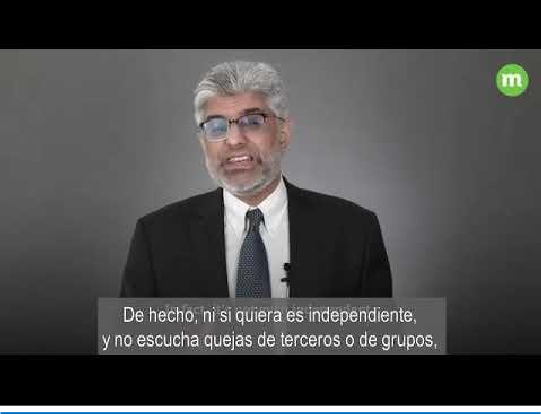 m
De hecho, ni si quiera es independiente,
y no escucha quejas de terceros o de grupos,